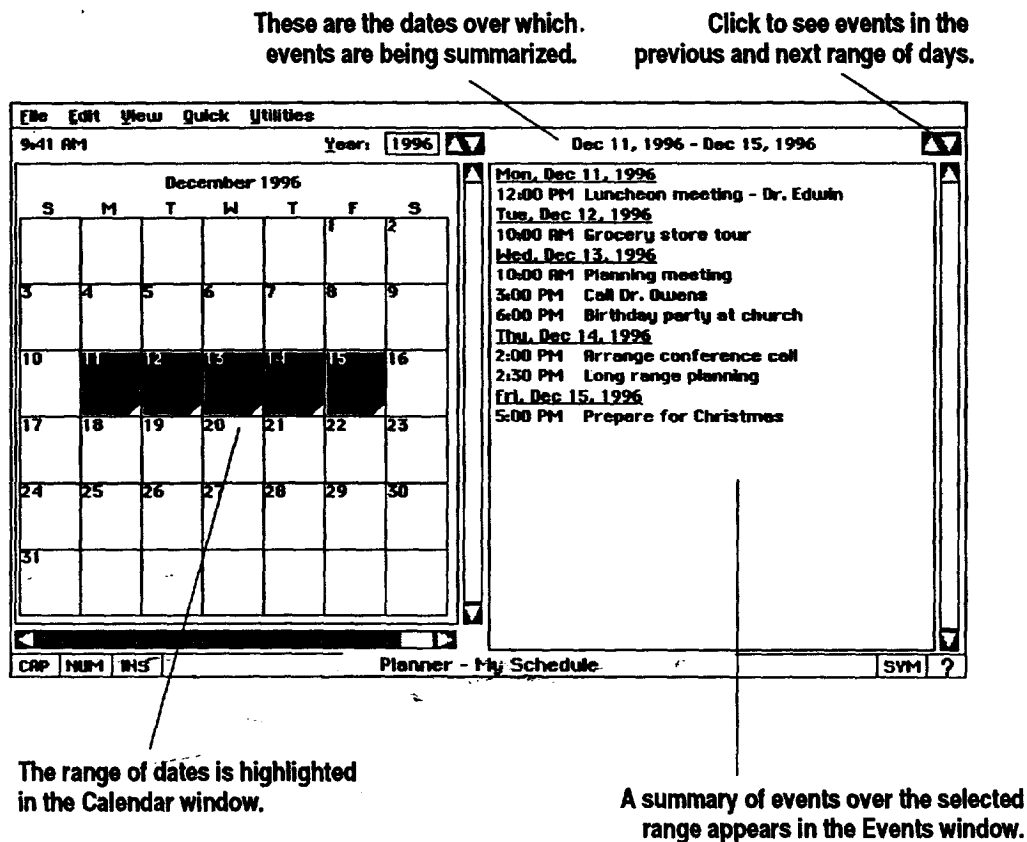 These are the dates over which
events are being summarized.
Click to see events in the
previous and next range of days.
File Edit View Quick Utilities
9:41 AM Year: 1996
Dec 11, 1996 - Dec 15, 1996
December 1996
S M T W T F S
1 2
3 4 5 6 7 8 9
10 11 12 13 14 15 16
17 18 19 20 21 22 23
24 25 26 27 28 29 30
31
Mon, Dec 11, 1996
12:00 PM Luncheon meeting - Dr. Edwin
Tue, Dec 12, 1996
10:00 AM Grocery store tour
Wed, Dec 13, 1996
10:00 AM Planning meeting
3:00 PM Call Dr. Owens
6:00 PM Birthday party at church
Thu, Dec 14, 1996
2:00 PM Arrange conference call
2:30 PM Long range planning
Fri, Dec 15, 1996
5:00 PM Prepare for Christmas
CAP NUM INS Planner - My Schedule SYM ?
The range of dates is highlighted
in the Calendar window.
A summary of events over the selected
range appears in the Events window.